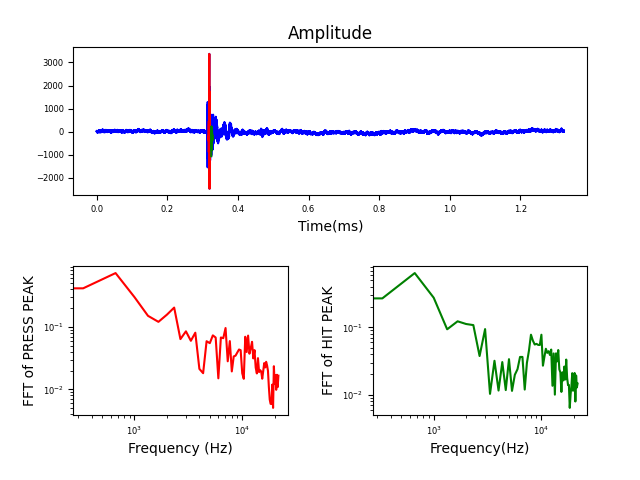 Amplitude
3000
2000
1000
0
−1000
−2000
0.0 0.2 0.4 0.6 0.8 1.0 1.2
Time(ms)
FFT of PRESS PEAK
10⁻¹
10⁻²
10³ 10⁴
Frequency (Hz)
FFT of HIT PEAK
10⁻¹
10⁻²
10³ 10⁴
Frequency(Hz)